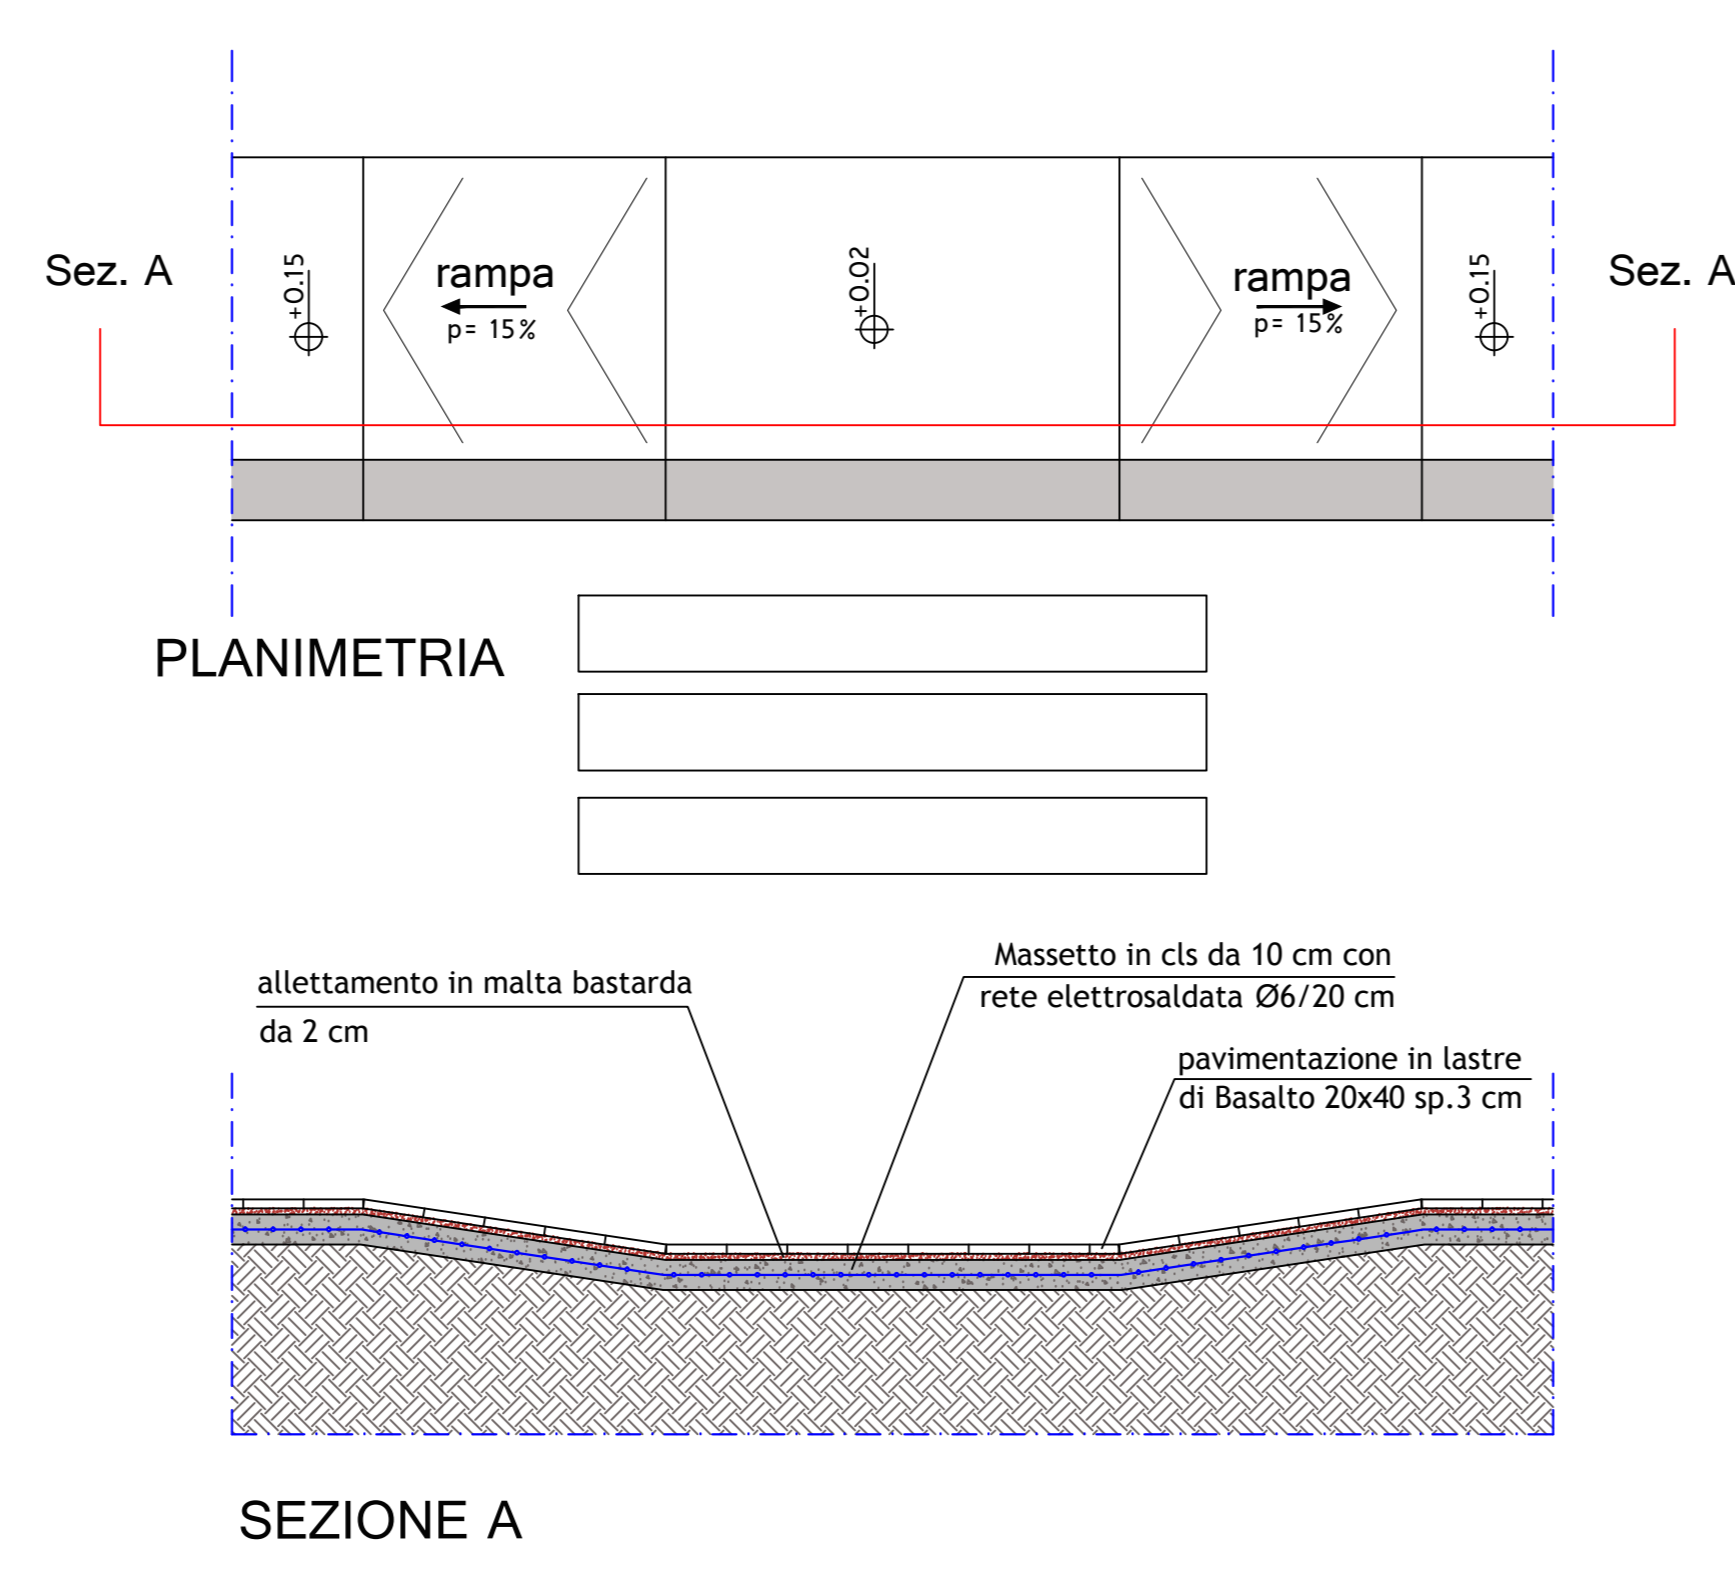 Sez. A
+0.15
rampa
p= 15%
+0.02
rampa
p= 15%
+0.15
Sez. A
PLANIMETRIA
allettamento in malta bastarda
da 2 cm
Massetto in cls da 10 cm con
rete elettrosaldata Ø6/20 cm
pavimentazione in lastre
di Basalto 20x40 sp.3 cm
SEZIONE A